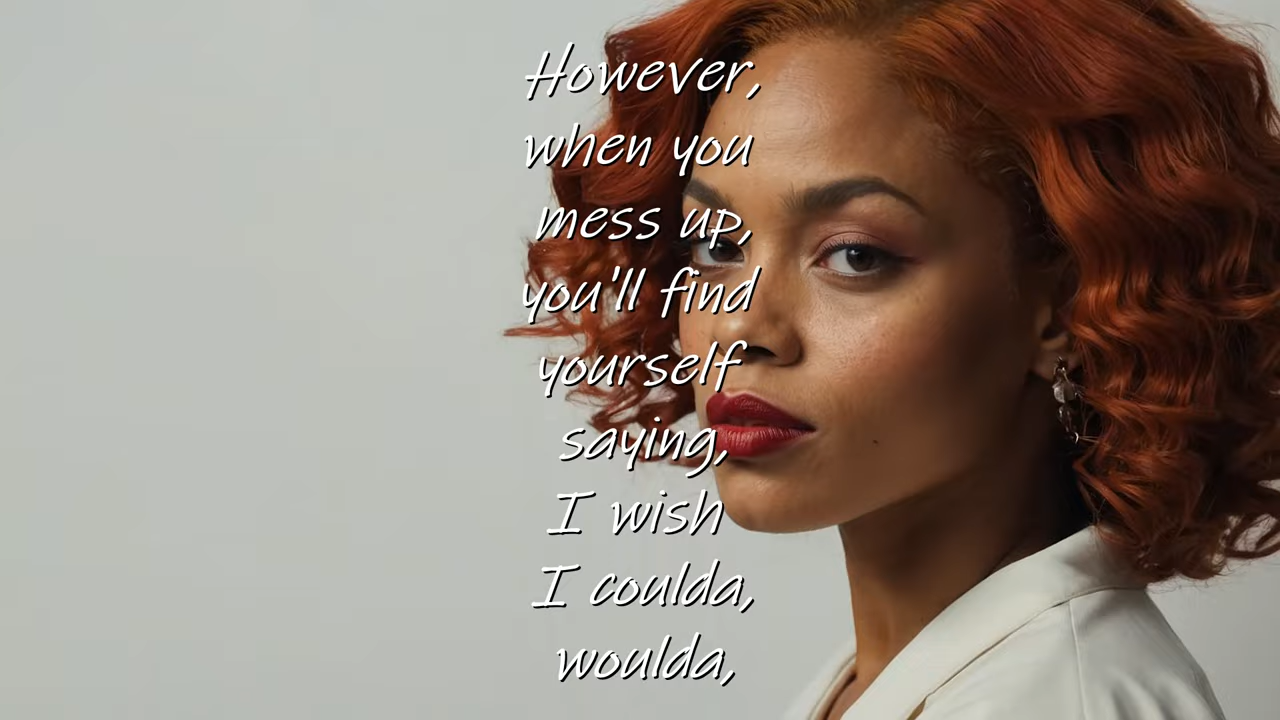 However,
when you
mess up,
you'll find
yourself
saying,
I wish
I coulda,
woulda,